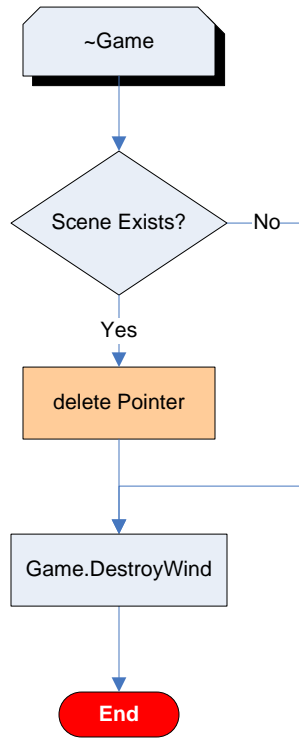 ~Game
Scene Exists?
No
Yes
delete Pointer
Game.DestroyWind
End